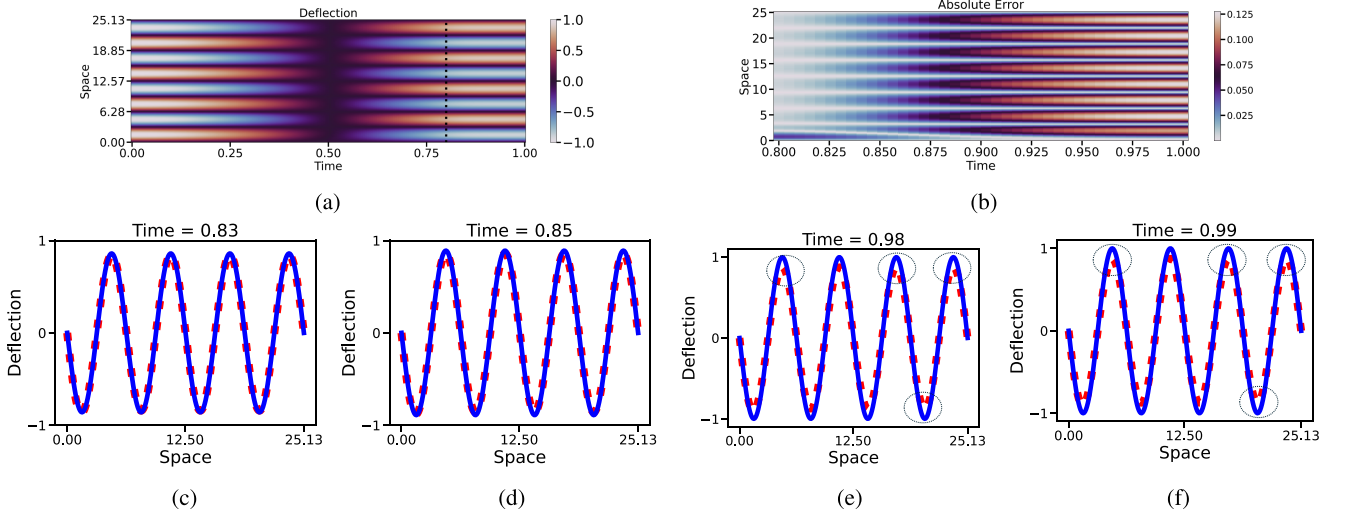 Deflection
25.13
18.85
12.57
6.28
0.00
Space
0.00 0.25 0.50 0.75 1.00
Time
1.0
0.5
0.0
−0.5
−1.0
(a)
Absolute Error
25
20
15
10
5
0
Space
0.800 0.825 0.850 0.875 0.900 0.925 0.950 0.975 1.000
Time
0.125
0.100
0.075
0.050
0.025
(b)
Time = 0.83
1
0
−1
Deflection
0.00 12.50 25.13
Space
(c)
Time = 0.85
1
0
−1
Deflection
0.00 12.50 25.13
Space
(d)
Time = 0.98
1
0
−1
Deflection
0.00 12.50 25.13
Space
(e)
Time = 0.99
1
0
−1
Deflection
0.00 12.50 25.13
Space
(f)